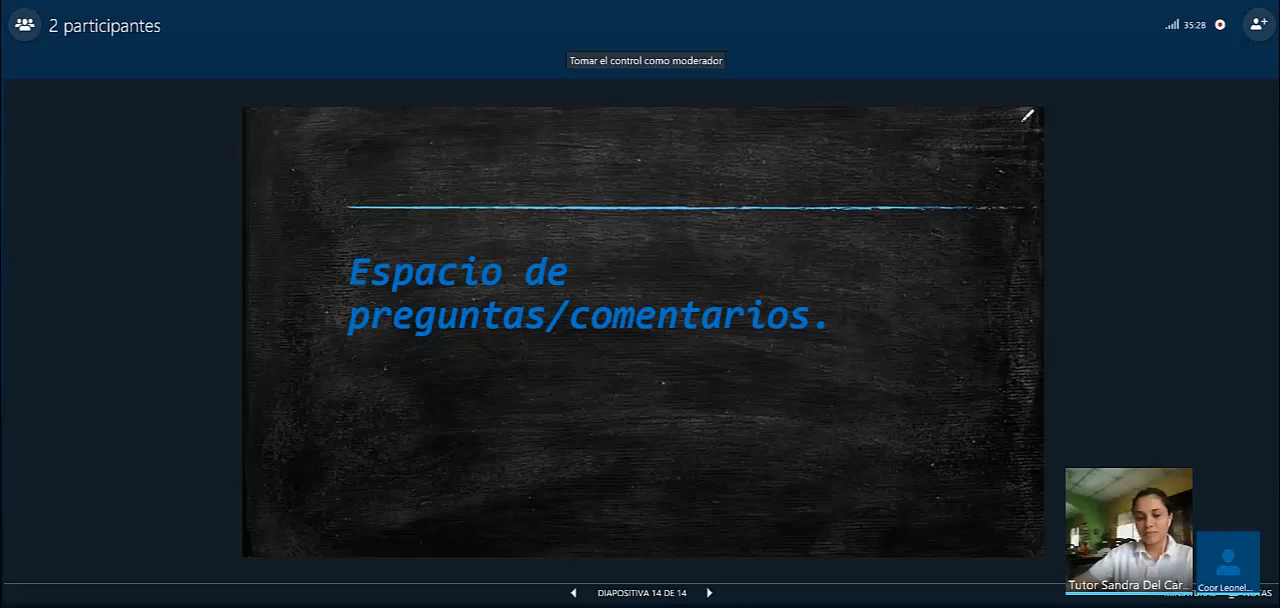 2 participantes
35:28
Tomar el control como moderador
Espacio de
preguntas/comentarios.
Tutor Sandra Del Car...
Coor Leonel...
DIAPOSITIVA 14 DE 14